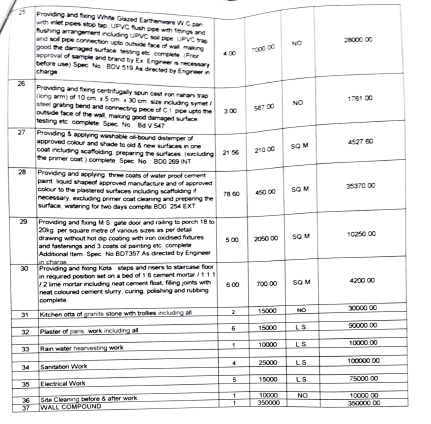 25 Providing and fixing White Glazed Earthenware W.C pan
with inlet pipes stop tap, UPVC flush pipe with fittings and
flushing arrangement including UPVC soil pipe, UPVC trap
and soil pipe connection upto outside face of wall, making
good the damaged surface, testing etc. complete. (Prior
approval of sample and brand by Ex. Engineer is necessary
before use) Spec. No. BDV 519 As directed by Engineer in
charge
4.00 7000.00 NO 28000.00
26 Providing and fixing centrifugally spun cast iron nahani trap
(long arm) of 10 cm. x 5 cm. x 30 cm. size including
steel grating bend and connecting piece of C.I. pipe upto the
outside face of the wall, making good damaged surface,
testing etc. complete. Spec. No. Bd.V.547
3.00 587.00 NO 1761.00
27 Providing & applying washable oil-bound distemper of
approved colour and shade to old & new surfaces in one
coat including scaffolding, preparing the surfaces. (excluding
the primer coat.) complete. Spec. No. BD0 269 INT
21.56 210.00 SQ.M 4527.60
28 Providing and applying three coats of water proof cement
paint liquid shapeof approved manufacture and of approved
colour to the plastered surfaces including scaffolding if
necessary, excluding primer coat cleaning and preparing the
surface, watering for two days complte BD0 254 EXT
78.60 450.00 SQ.M 35370.00
29 Providing and fixing M.S. gate door and railing to porch 18 to
20kg. per square metre of various sizes as per detail
drawing without hot dip coating with iron oxidised fixtures
and fastenings and 3 coats oil painting etc. complete
Additional Item. Spec.No:BDT357 As directed by Engineer
in charge
5.00 2050.00 SQ.M 10250.00
30 Providing and fixing Kota steps and risers to staircase floor
in required position set on a bed of 1:6 cement mortar / 1:1:1
/ 2 lime mortar including neat cement float, filling joints with
neat coloured cement slurry, curing, polishing and rubbing
complete.
6.00 700.00 SQ.M 4200.00
31 Kitchen otta of granite stone with trollies including all 2 15000 NO 30000.00
32 Plaster of paris work including all 6 15000 L.S. 90000.00
33 Rain water hearvesting work 1 10000 L.S. 10000.00
34 Sanitation Work 4 25000 L.S. 100000.00
35 Electrical Work 5 15000 L.S. 75000.00
36 Site Cleaning before & after work 1 10000 NO. 10000.00
37 WALL COMPOUND 1 350000 350000.00